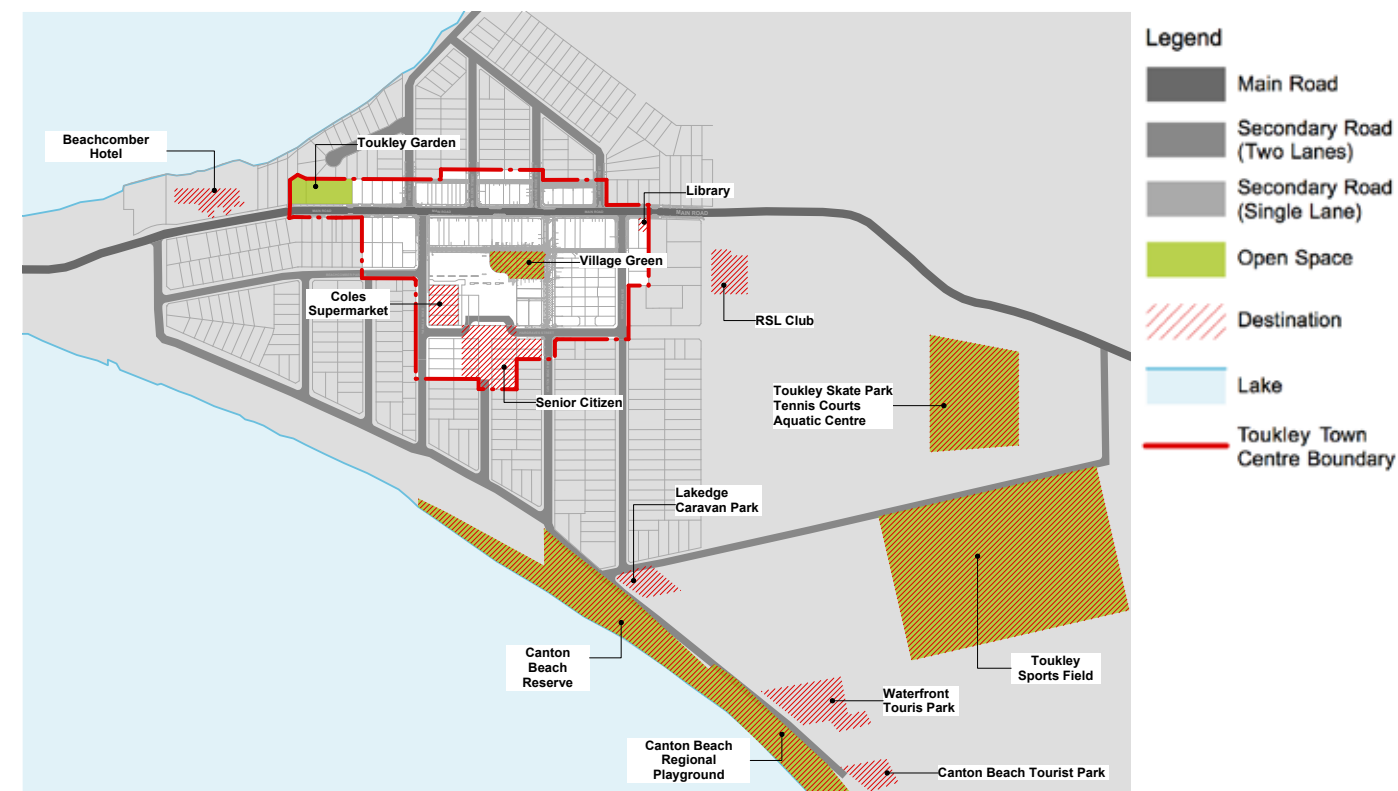 Legend
Main Road
Secondary Road
(Two Lanes)
Secondary Road
(Single Lane)
Open Space
Destination
Lake
Toukley Town
Centre Boundary
Beachcomber
Hotel
Toukley Garden
Library
MAIN ROAD
Village Green
Coles
Supermarket
RSL Club
Senior Citizen
Toukley Skate Park
Tennis Courts
Aquatic Centre
Lakedge
Caravan Park
Canton
Beach
Reserve
Toukley
Sports Field
Waterfront
Touris Park
Canton Beach
Regional
Playground
Canton Beach Tourist Park